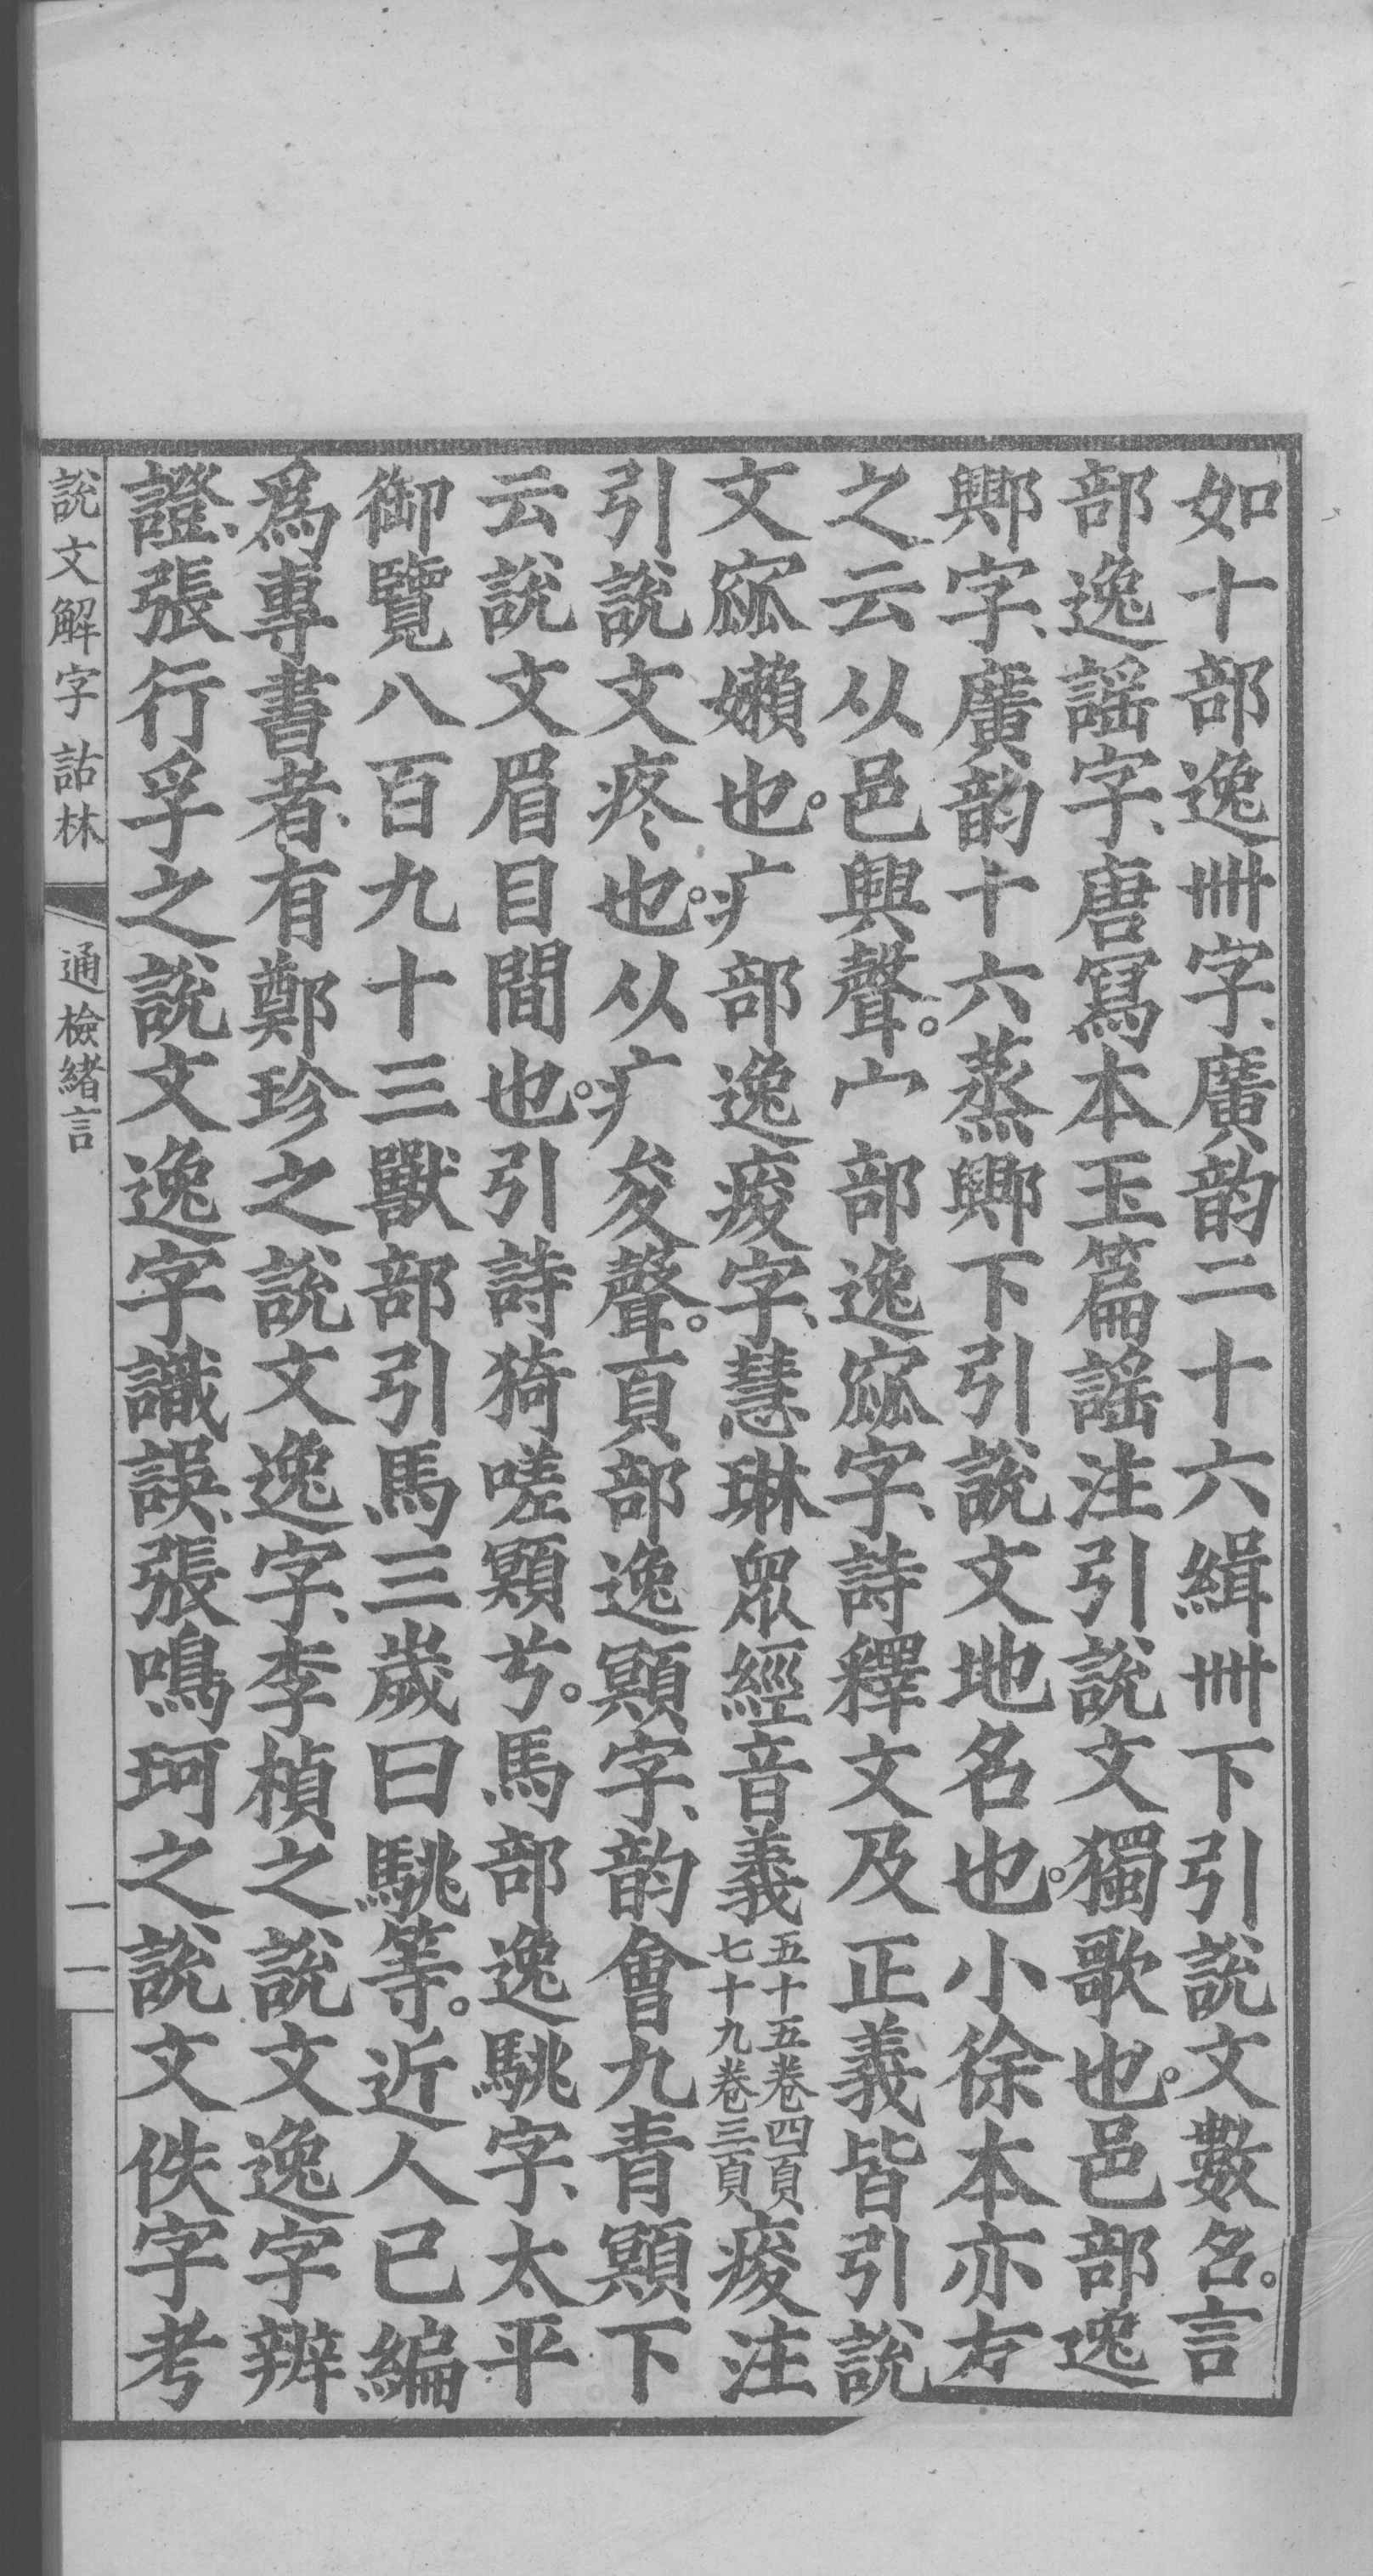 如十部逸卌字、廣韵二十六緝卌下引說文數名。言
部逸謡字、唐寫本玉篇謡注引說文獨歌也。邑部逸
鄓字、廣韵十六蒸鄓下引說文地名也。小徐本亦有
之云从邑興聲。宀部逸寙字、詩釋文及正義皆引說
文寙嬾也。疒部逸痠字、慧琳眾經音義五十五卷四頁七十九卷三頁痠注
引說文疼也。从疒夋聲。頁部逸顯字、韵會九青顯下
云說文眉目間也。引詩猗嗟顯兮。馬部逸駣字、太平
御覽八百九十三獸部引馬三歲曰駣等。近人已編
爲專書者、有鄭珍之說文逸字、李楨之說文逸字辨
證、張行孚之說文逸字識誤、張鳴珂之說文佚字考
說文解字詁林 通檢緒言 一一